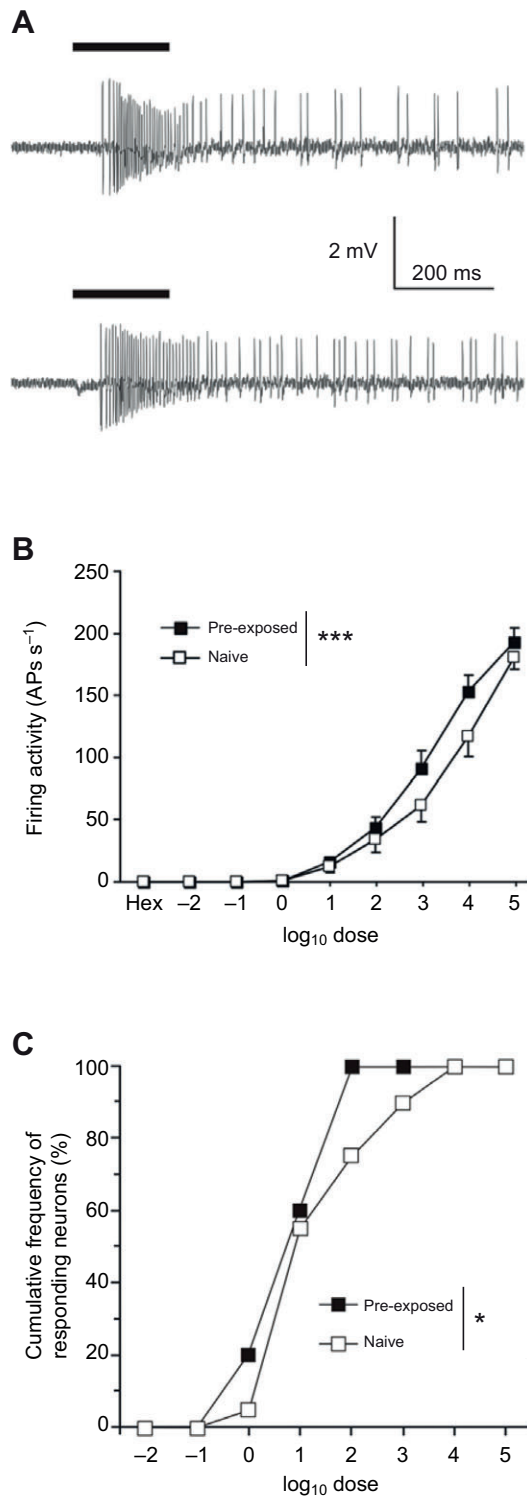 A
2 mV
200 ms
B
250
200
150
100
50
0
Firing activity (APs s⁻¹)
Pre-exposed
Naive
***
Hex –2 –1 0 1 2 3 4 5
log₁₀ dose
C
100
80
60
40
20
0
Cumulative frequency of
responding neurons (%)
Pre-exposed
Naive
*
–2 –1 0 1 2 3 4 5
log₁₀ dose